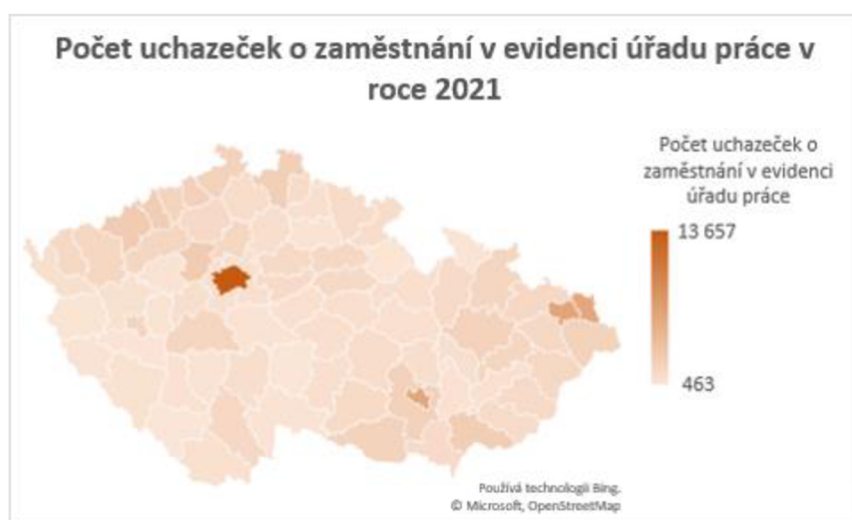 Počet uchazeček o zaměstnání v evidenci úřadu práce v
roce 2021
Počet uchazeček o
zaměstnání v evidenci
úřadu práce
13 657
463
Používá technologii Bing.
© Microsoft, OpenStreetMap